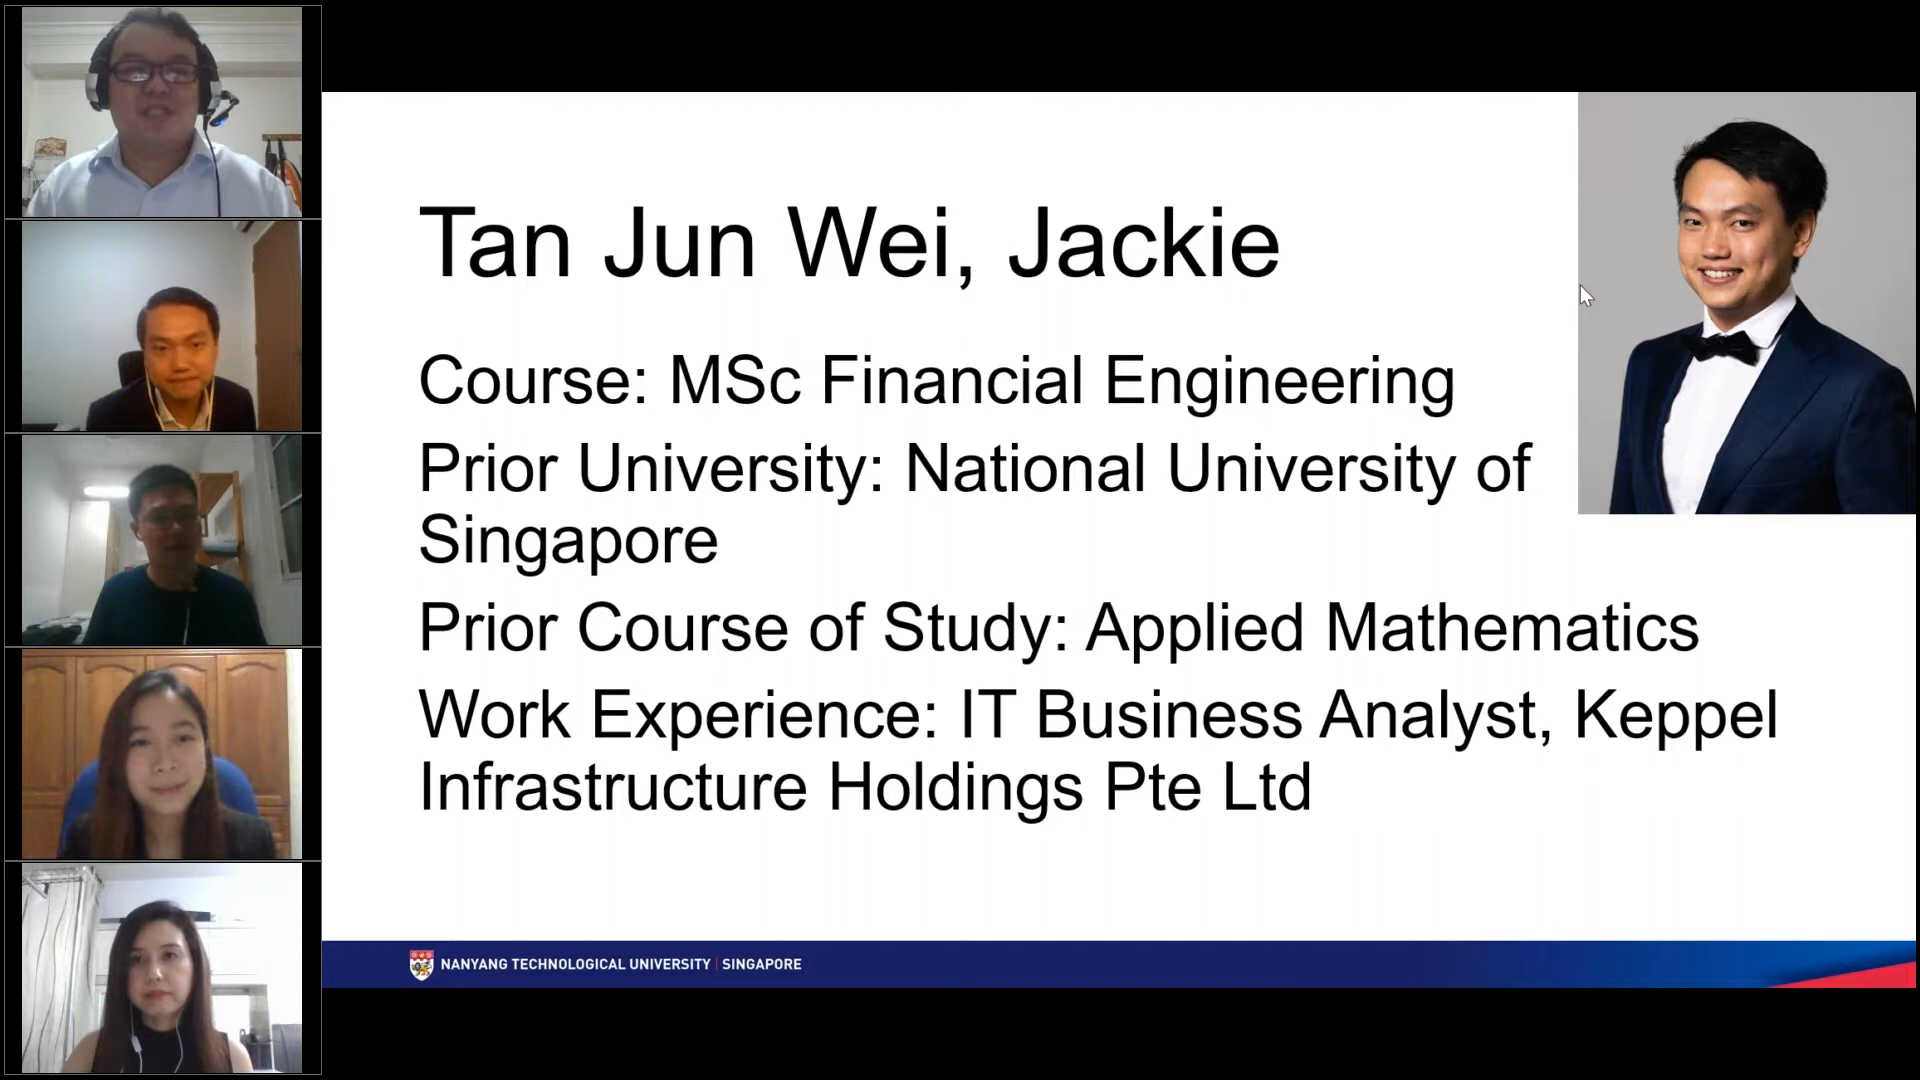 Tan Jun Wei, Jackie
Course: MSc Financial Engineering
Prior University: National University of
Singapore
Prior Course of Study: Applied Mathematics
Work Experience: IT Business Analyst, Keppel
Infrastructure Holdings Pte Ltd
NANYANG TECHNOLOGICAL UNIVERSITY | SINGAPORE